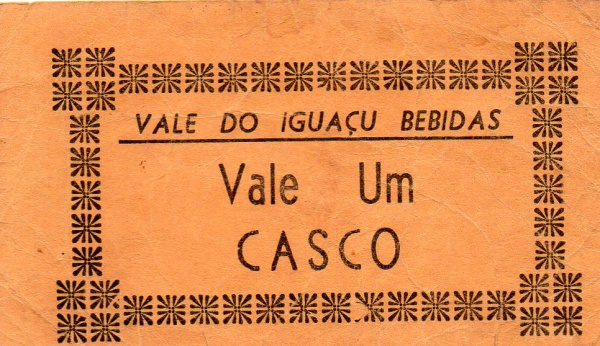 VALE DO IGUAÇU BEBIDAS
Vale Um
CASCO